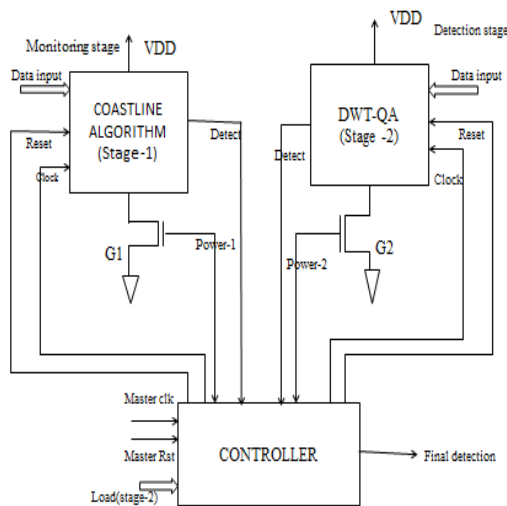 Monitoring stage
VDD
VDD
Detection stage
Data input
Data input
COASTLINE
ALGORITHM
(Stage-1)
DWT-QA
(Stage -2)
Reset
Detect
Detect
Reset
Clock
Clock
G1
Power-1
Power-2
G2
Master clk
Master Rst
Load(stage-2)
CONTROLLER
Final detection